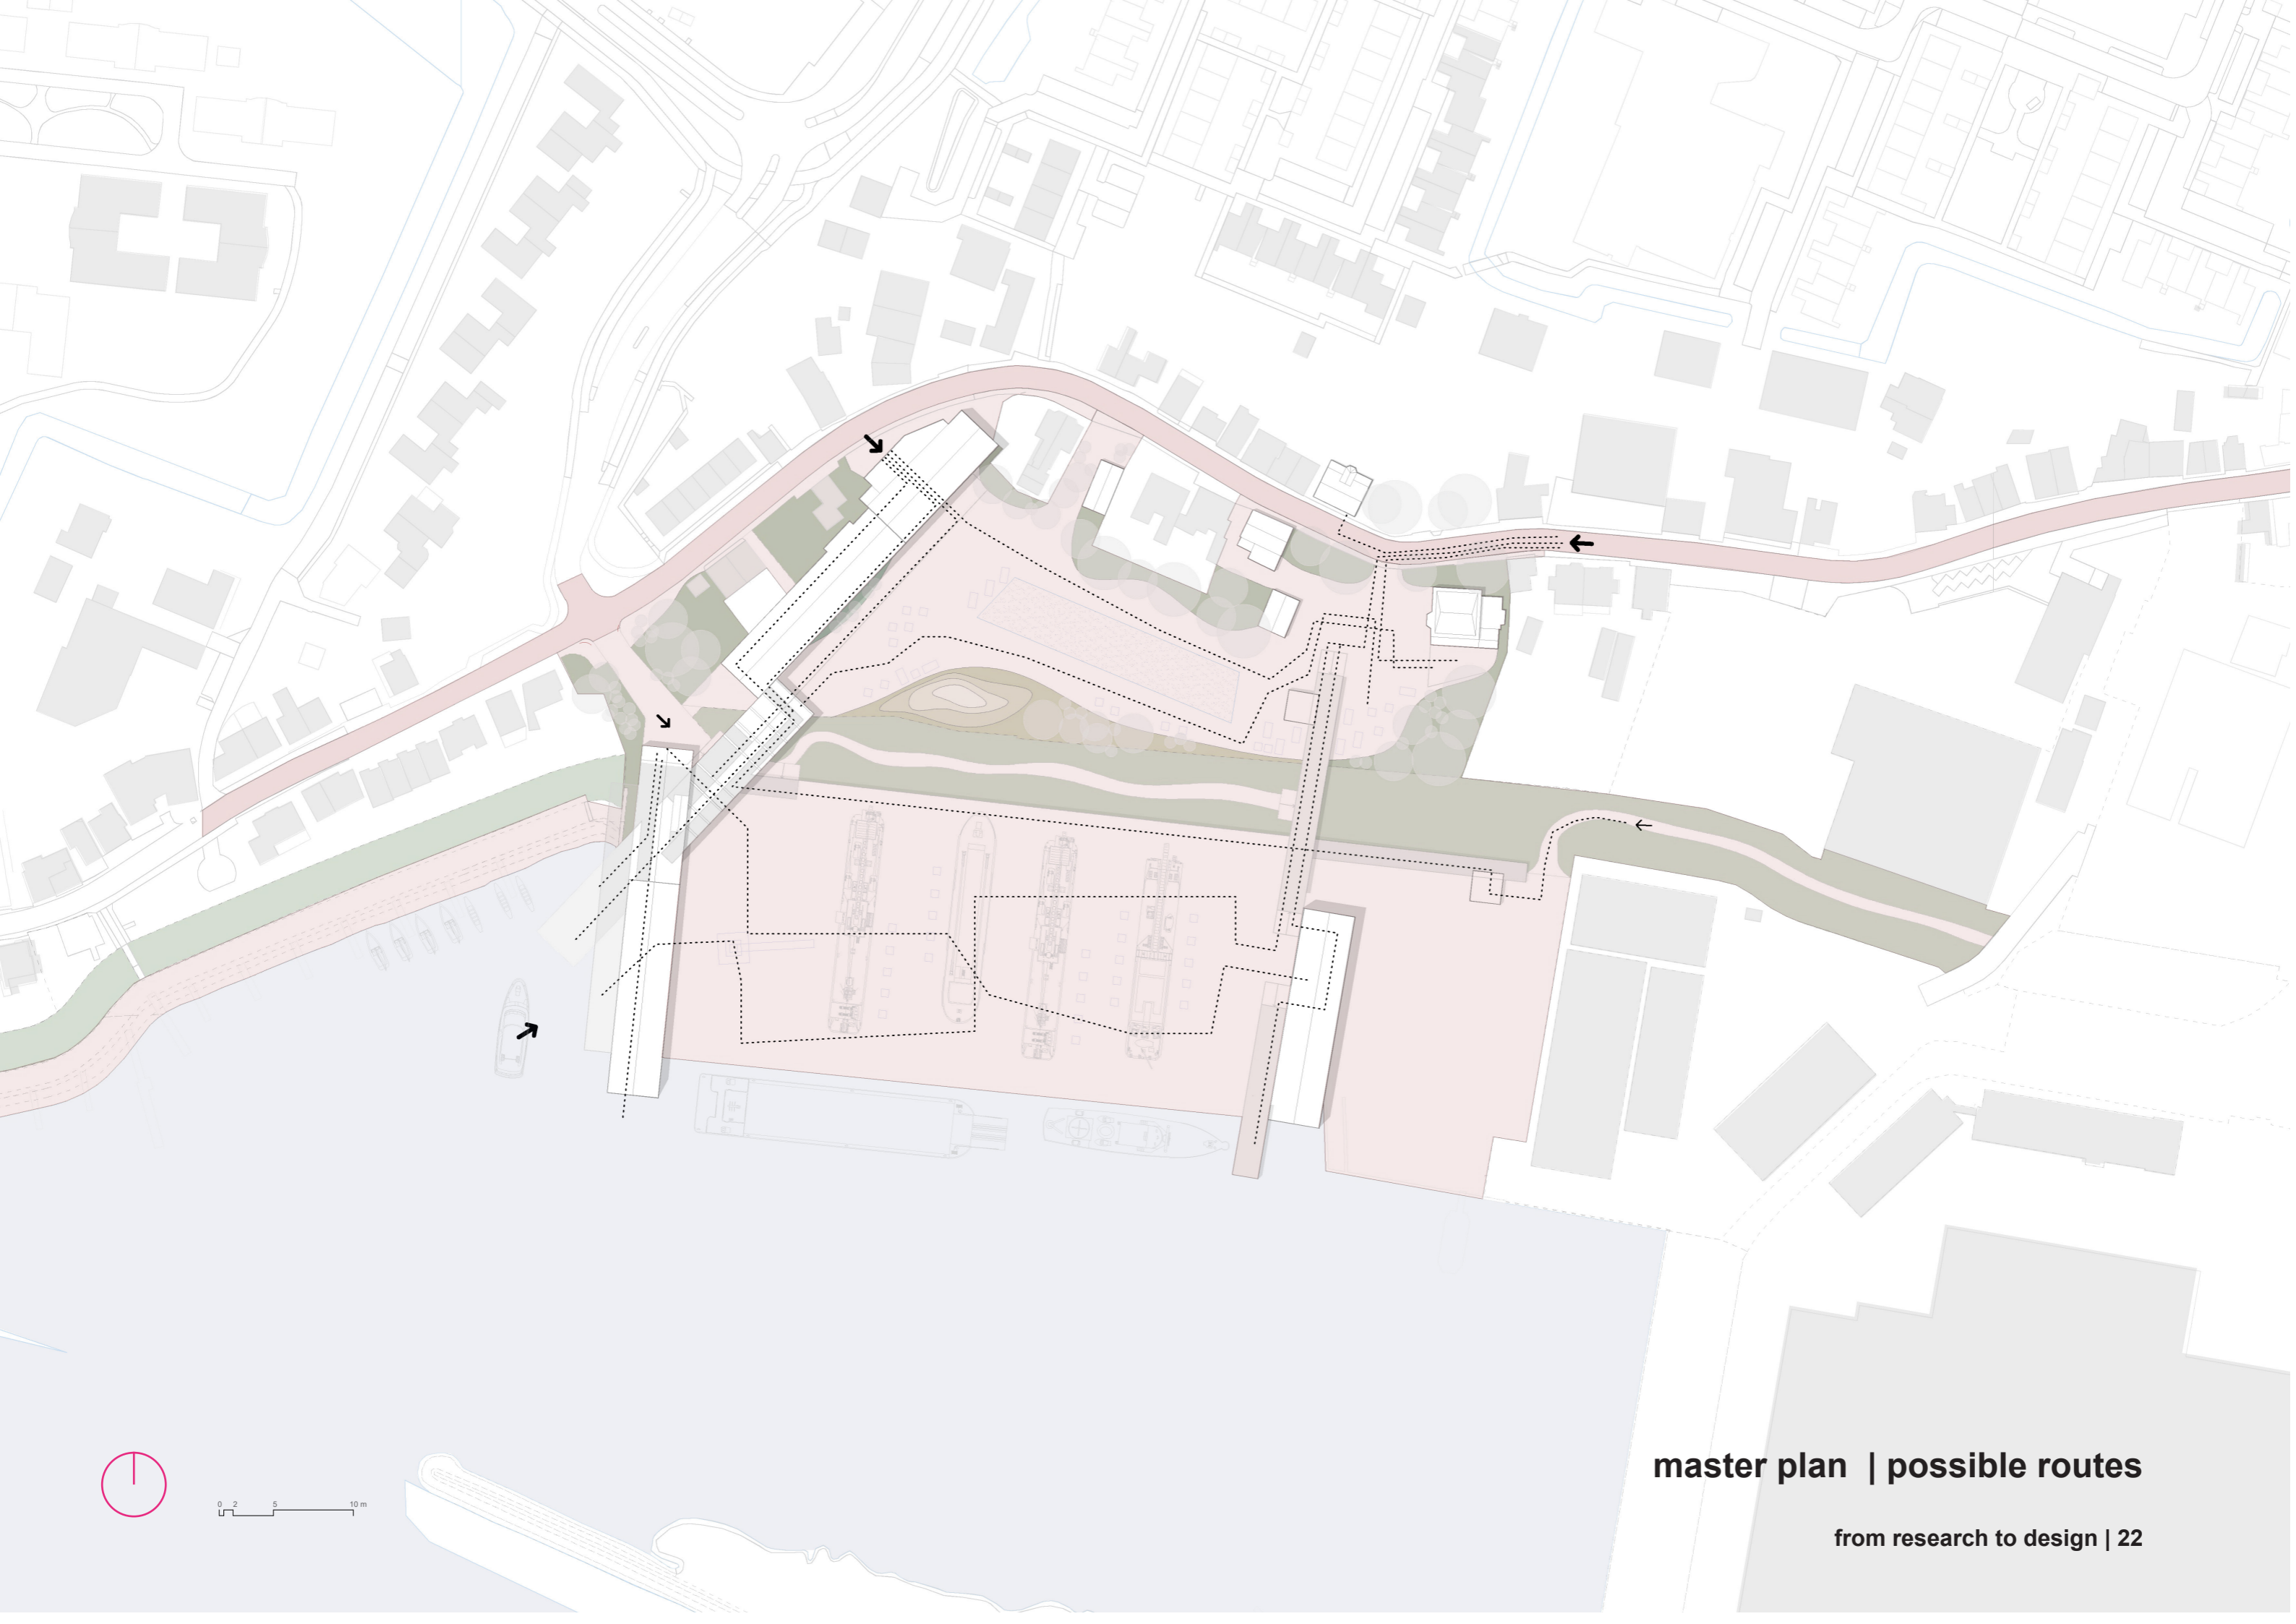 0 2 5 10 m
master plan | possible routes
from research to design | 22